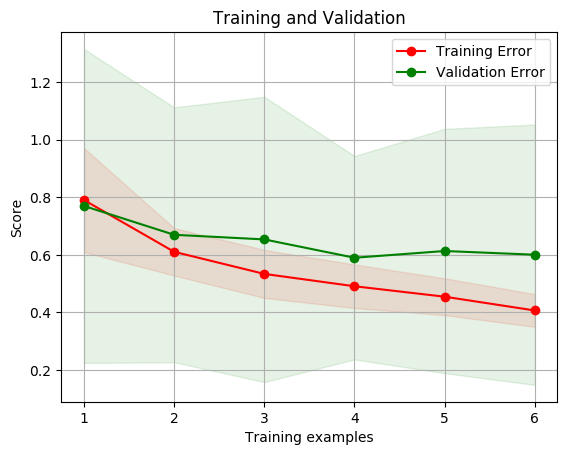 Training and Validation
Training Error
Validation Error
1.2
1.0
0.8
0.6
0.4
0.2
Score
1 2 3 4 5 6
Training examples